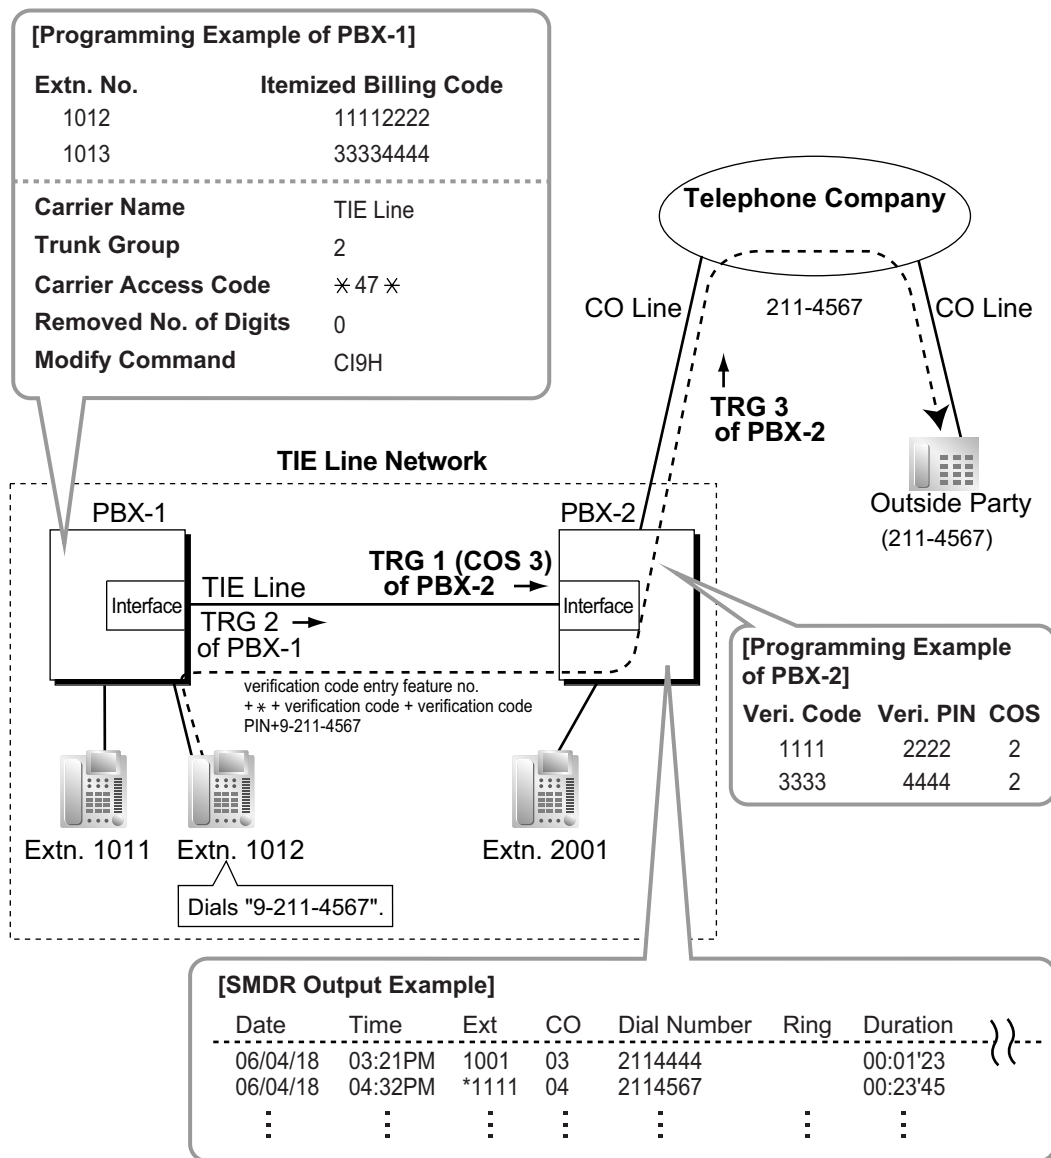 [Programming Example of PBX-1]
Extn. No. Itemized Billing Code
1012 11112222
1013 33334444
Carrier Name TIE Line
Trunk Group 2
Carrier Access Code *47*
Removed No. of Digits 0
Modify Command CI9H
Telephone Company
CO Line 211-4567 CO Line
TRG 3
of PBX-2
Outside Party
(211-4567)
TIE Line Network
PBX-1 PBX-2
TRG 1 (COS 3)
of PBX-2 →
Interface TIE Line Interface
TRG 2 →
of PBX-1
verification code entry feature no.
+ * + verification code + verification code
PIN+9-211-4567
[Programming Example
of PBX-2]
Veri. Code Veri. PIN COS
1111 2222 2
3333 4444 2
Extn. 1011 Extn. 1012 Extn. 2001
Dials "9-211-4567".
[SMDR Output Example]
Date Time Ext CO Dial Number Ring Duration
06/04/18 03:21PM 1001 03 2114444 00:01'23
06/04/18 04:32PM *1111 04 2114567 00:23'45